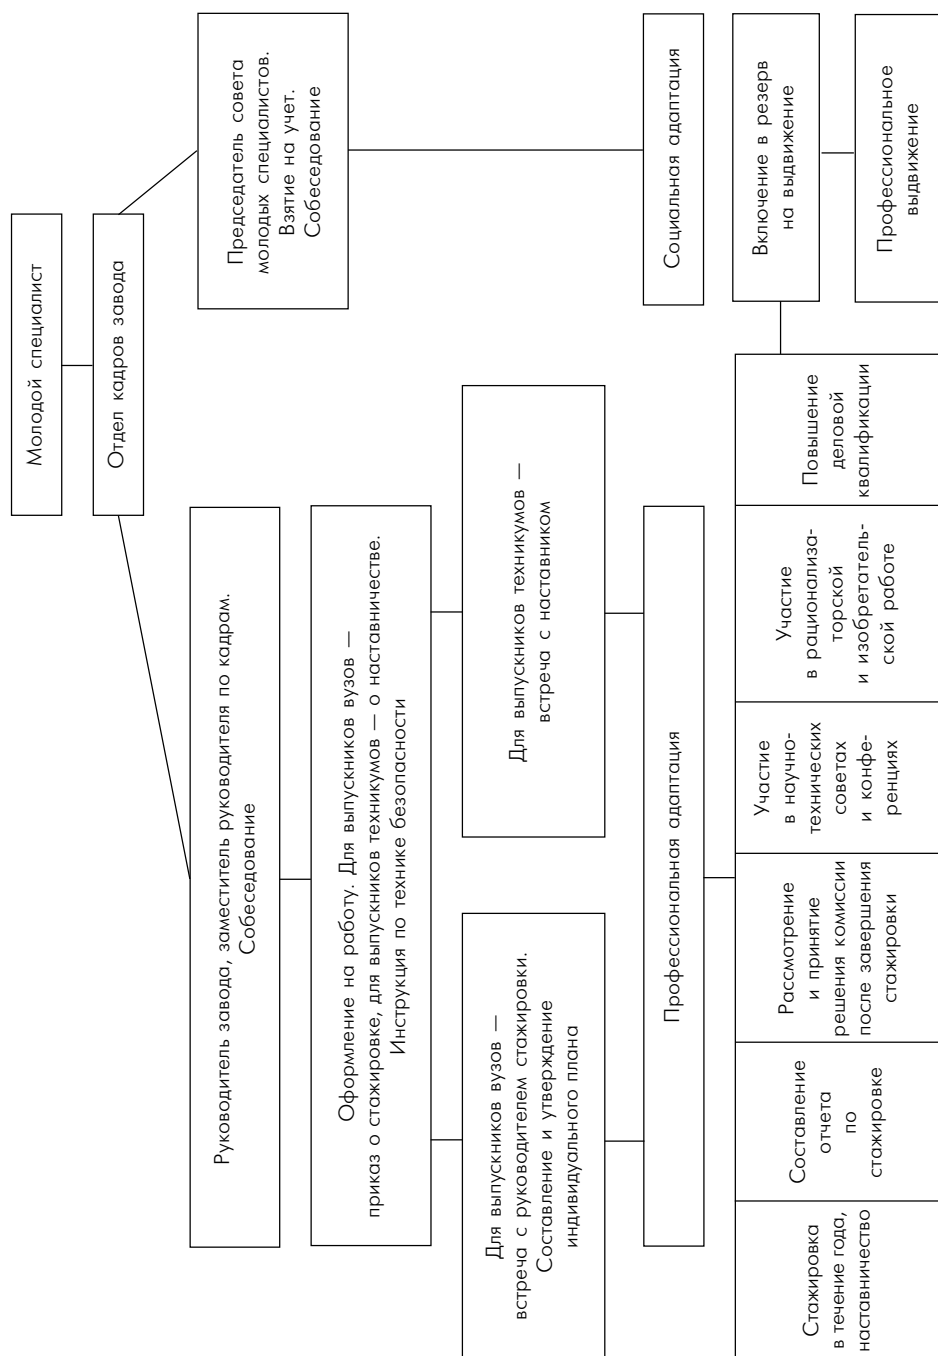 Молодой специалист
Отдел кадров завода
Руководитель завода, заместитель руководителя по кадрам.
Собеседование
Председатель совета
молодых специалистов.
Взятие на учет.
Собеседование
Оформление на работу. Для выпускников вузов —
приказ о стажировке, для выпускников техникумов — о наставничестве.
Инструкция по технике безопасности
Для выпускников вузов —
встреча с руководителем стажировки.
Составление и утверждение
индивидуального плана
Для выпускников техникумов —
встреча с наставником
Профессиональная адаптация
Социальная адаптация
Стажировка
в течение года,
наставничество
Составление
отчета
по
стажировке
Рассмотрение
и принятие
решения комиссии
после завершения
стажировки
Участие
в научно-
технических
советах
и конфе-
ренциях
Участие
в рационализа-
торской
и изобретатель-
ской работе
Повышение
деловой
квалификации
Включение в резерв
на выдвижение
Профессиональное
выдвижение